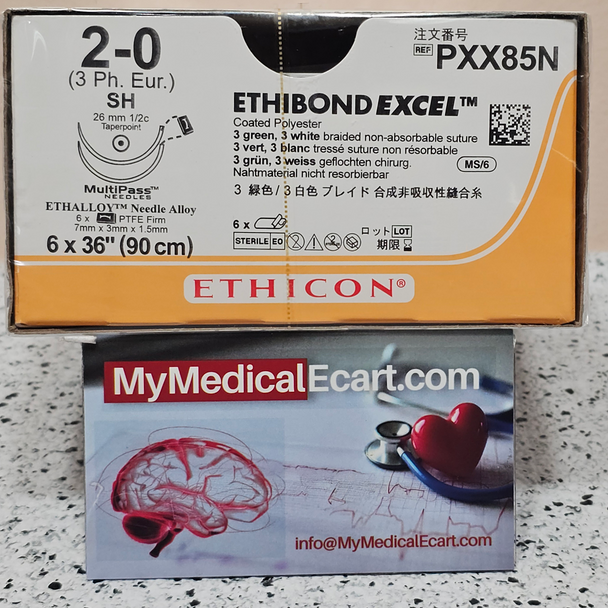 2-0
(3 Ph. Eur.)
SH
26 mm 1/2c
Taperpoint
MultiPass™
NEEDLES
ETHALLOY™ Needle Alloy
6 x PTFE Firm
7mm x 3mm x 1.5mm
6 x 36" (90 cm)
注文番号
REF PXX85N
ETHIBOND EXCEL™
Coated Polyester
3 green, 3 white braided non-absorbable suture
3 vert, 3 blanc tressé suture non résorbable
3 grün, 3 weiss geflochten chirurg.
Nahtmaterial nicht resorbierbar
MS/6
3 緑色 / 3 白色 ブレイド 合成非吸収性縫合糸
6 x
STERILE EO
ロット LOT
期限
ETHICON®
MyMedicalEcart.com
info@MyMedicalEcart.com